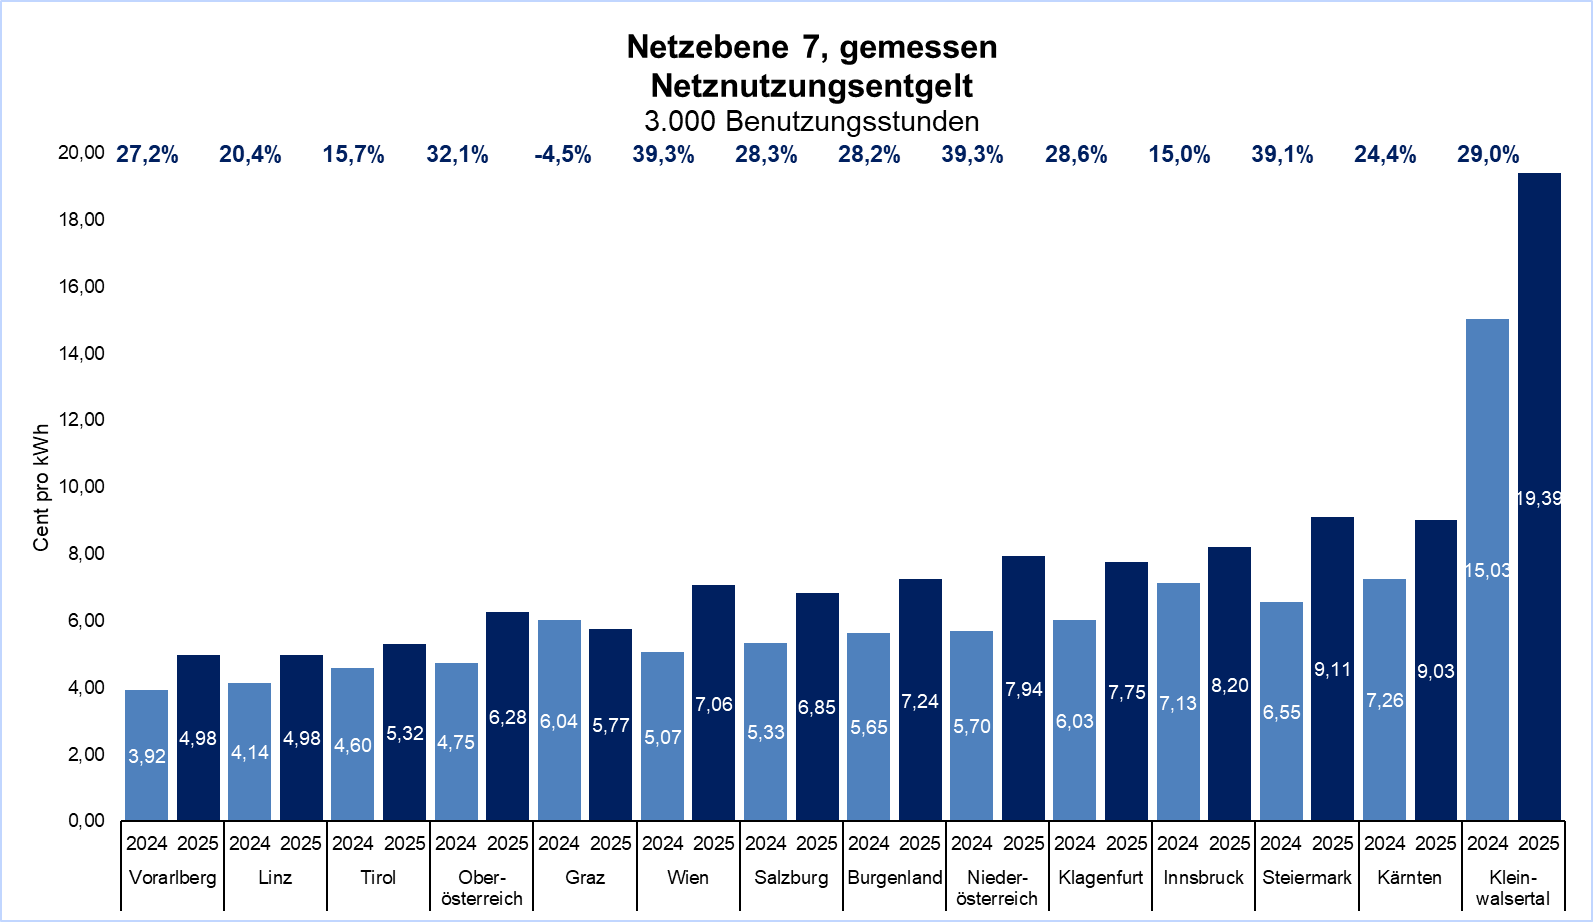 Netzebene 7, gemessen
Netznutzungsentgelt
3.000 Benutzungsstunden
27,2% 20,4% 15,7% 32,1% -4,5% 39,3% 28,3% 28,2% 39,3% 28,6% 15,0% 39,1% 24,4% 29,0%
20,00
18,00
16,00
14,00
12,00
10,00
8,00
6,00
4,00
2,00
0,00
Cent pro kWh
3,92 4,98 4,14 4,98 4,60 5,32 4,75 6,28 6,04 5,77 5,07 7,06 5,33 6,85 5,65 7,24 5,70 7,94 6,03 7,75 7,13 8,20 6,55 9,11 7,26 9,03 15,03 19,39
2024 2025 2024 2025 2024 2025 2024 2025 2024 2025 2024 2025 2024 2025 2024 2025 2024 2025 2024 2025 2024 2025 2024 2025 2024 2025 2024 2025
Vorarlberg
Linz
Tirol
Ober-
österreich
Graz
Wien
Salzburg
Burgenland
Nieder-
österreich
Klagenfurt
Innsbruck
Steiermark
Kärnten
Klein-
walsertal